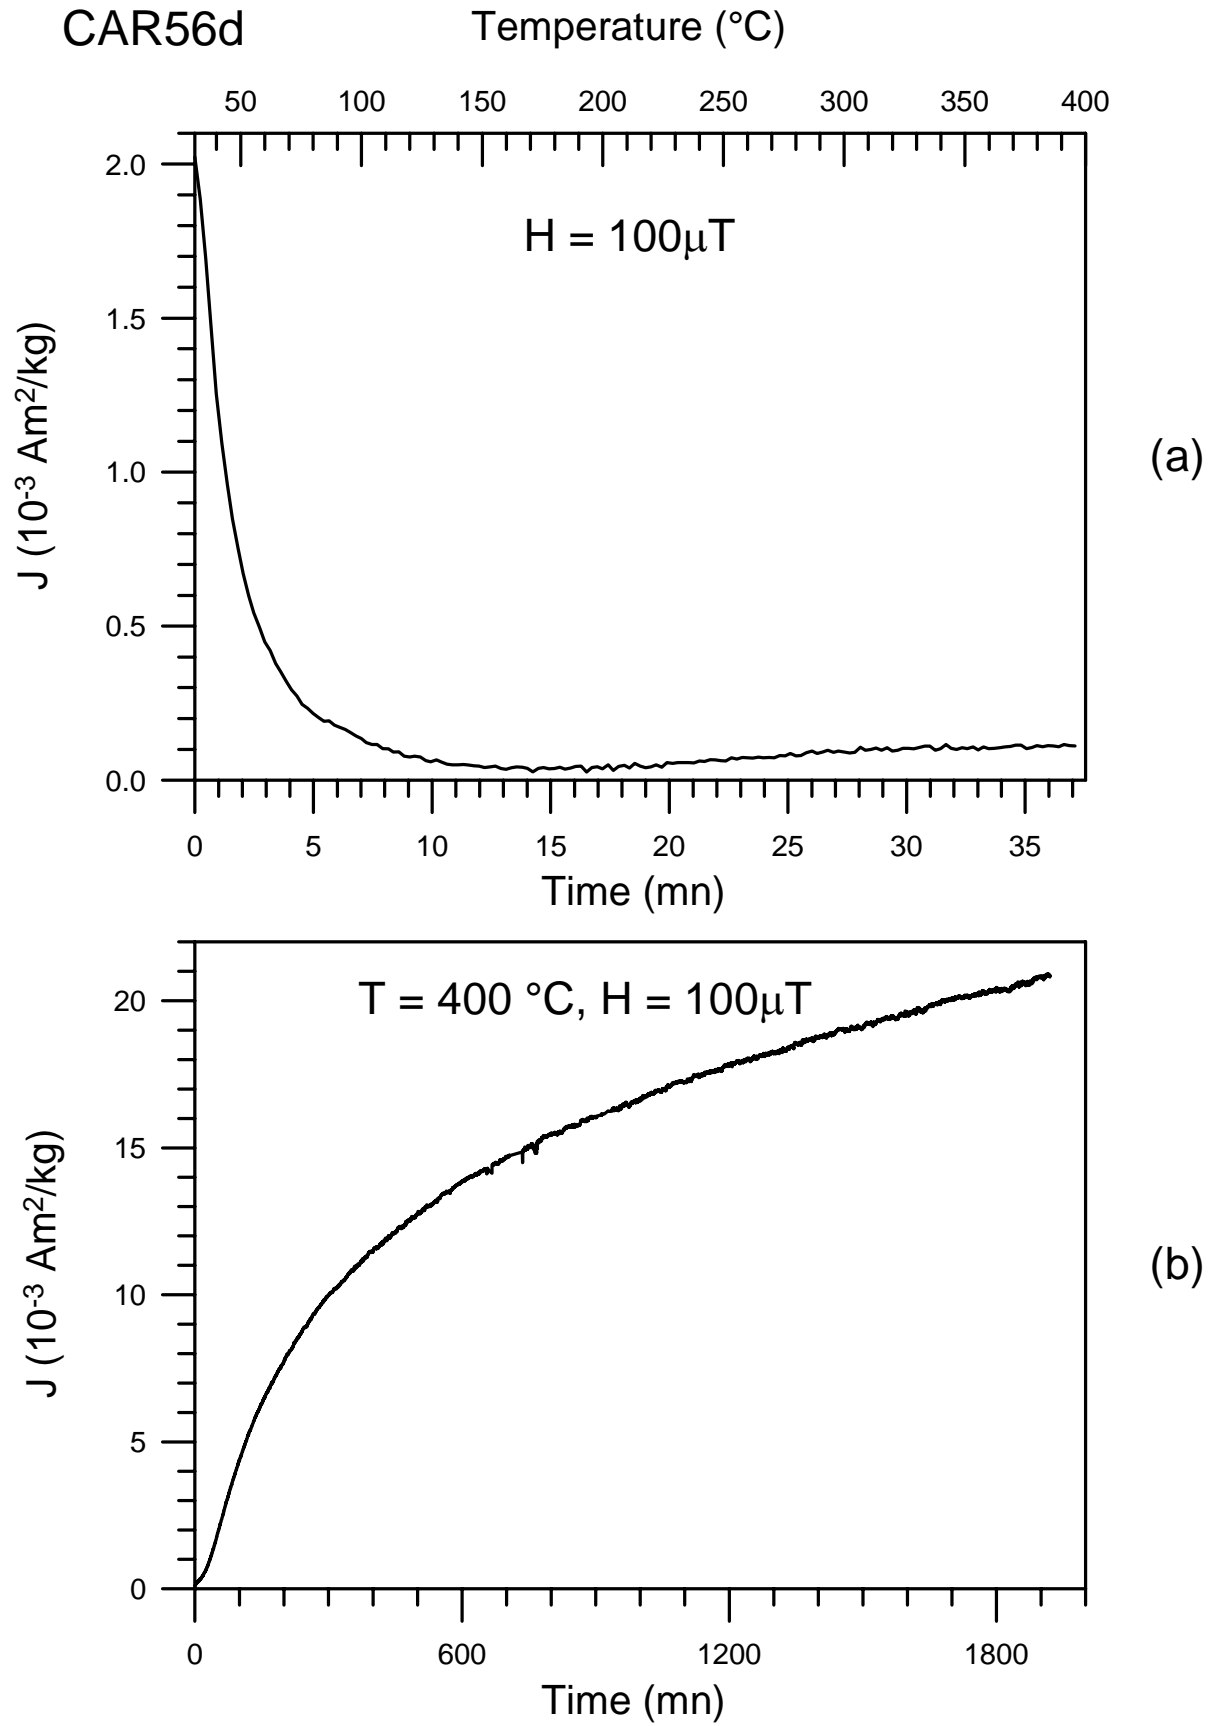 CAR56d
Temperature (°C)
50 100 150 200 250 300 350 400
H = 100μT
2.0
1.5
1.0
0.5
0.0
J (10-3 Am2/kg)
(a)
0 5 10 15 20 25 30 35
Time (mn)
T = 400 °C, H = 100μT
20
15
10
5
0
J (10-3 Am2/kg)
(b)
0 600 1200 1800
Time (mn)